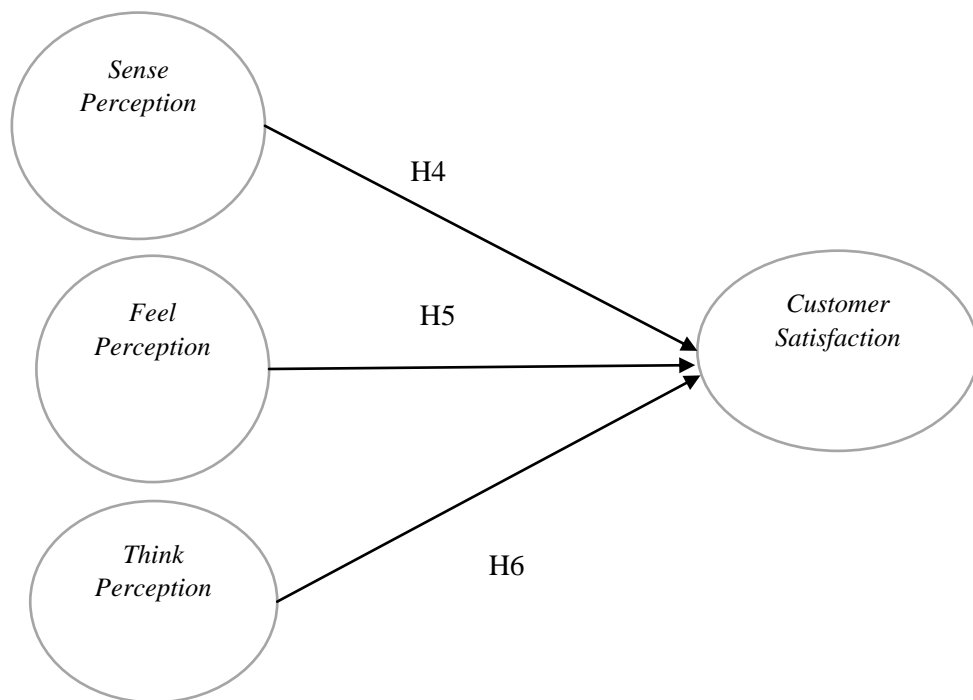 Sense
Perception
H4
Feel
Perception
H5
Customer
Satisfaction
Think
Perception
H6